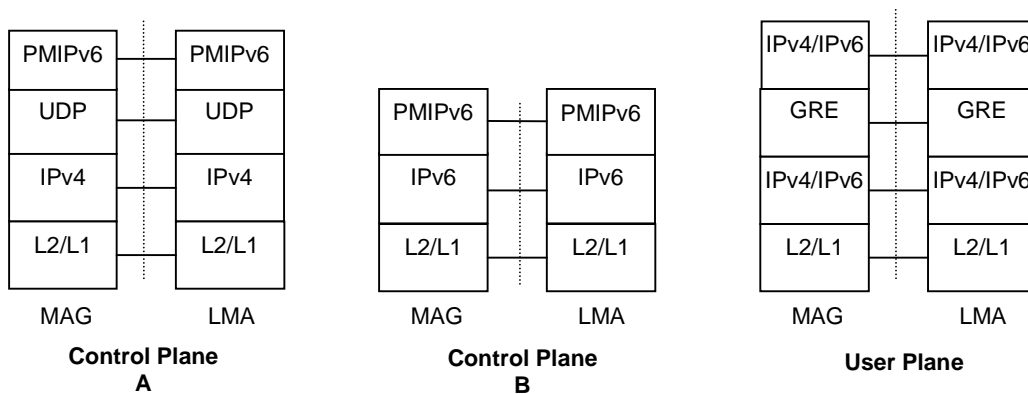 PMIPv6 PMIPv6
UDP UDP
IPv4 IPv4
L2/L1 L2/L1
MAG LMA
Control Plane
A
PMIPv6 PMIPv6
IPv6 IPv6
L2/L1 L2/L1
MAG LMA
Control Plane
B
IPv4/IPv6 IPv4/IPv6
GRE GRE
IPv4/IPv6 IPv4/IPv6
L2/L1 L2/L1
MAG LMA
User Plane